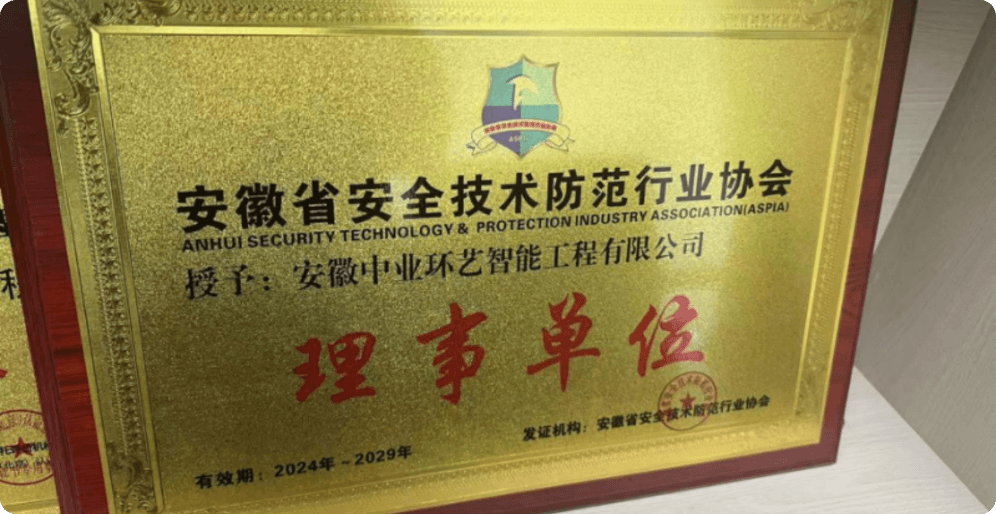 安徽省安全技术防范行业协会
ANHUI SECURITY TECHNOLOGY & PROTECTION INDUSTRY ASSOCIATION(ASPIA)
授予：安徽中业环艺智能工程有限公司
理事单位
发证机构：安徽省安全技术防范行业协会
有效期：2024年～2029年